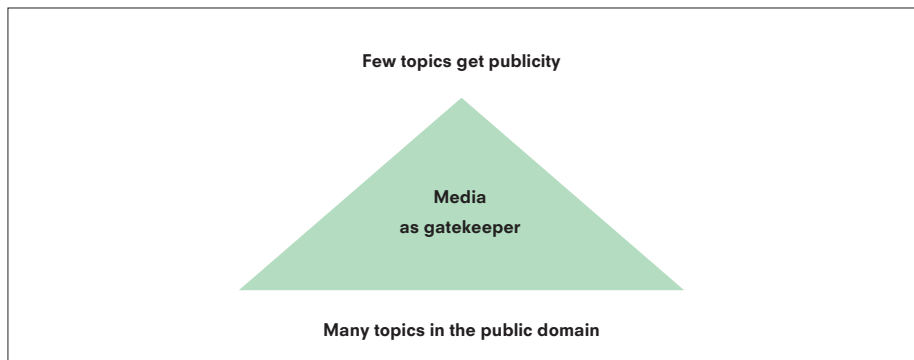 Few topics get publicity
Media
as gatekeeper
Many topics in the public domain